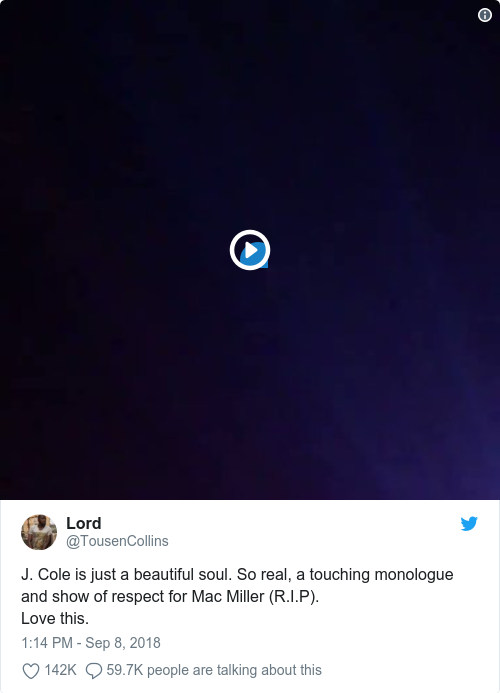 Lord
@TousenCollins
J. Cole is just a beautiful soul. So real, a touching monologue
and show of respect for Mac Miller (R.I.P).
Love this.
1:14 PM - Sep 8, 2018
142K 59.7K people are talking about this